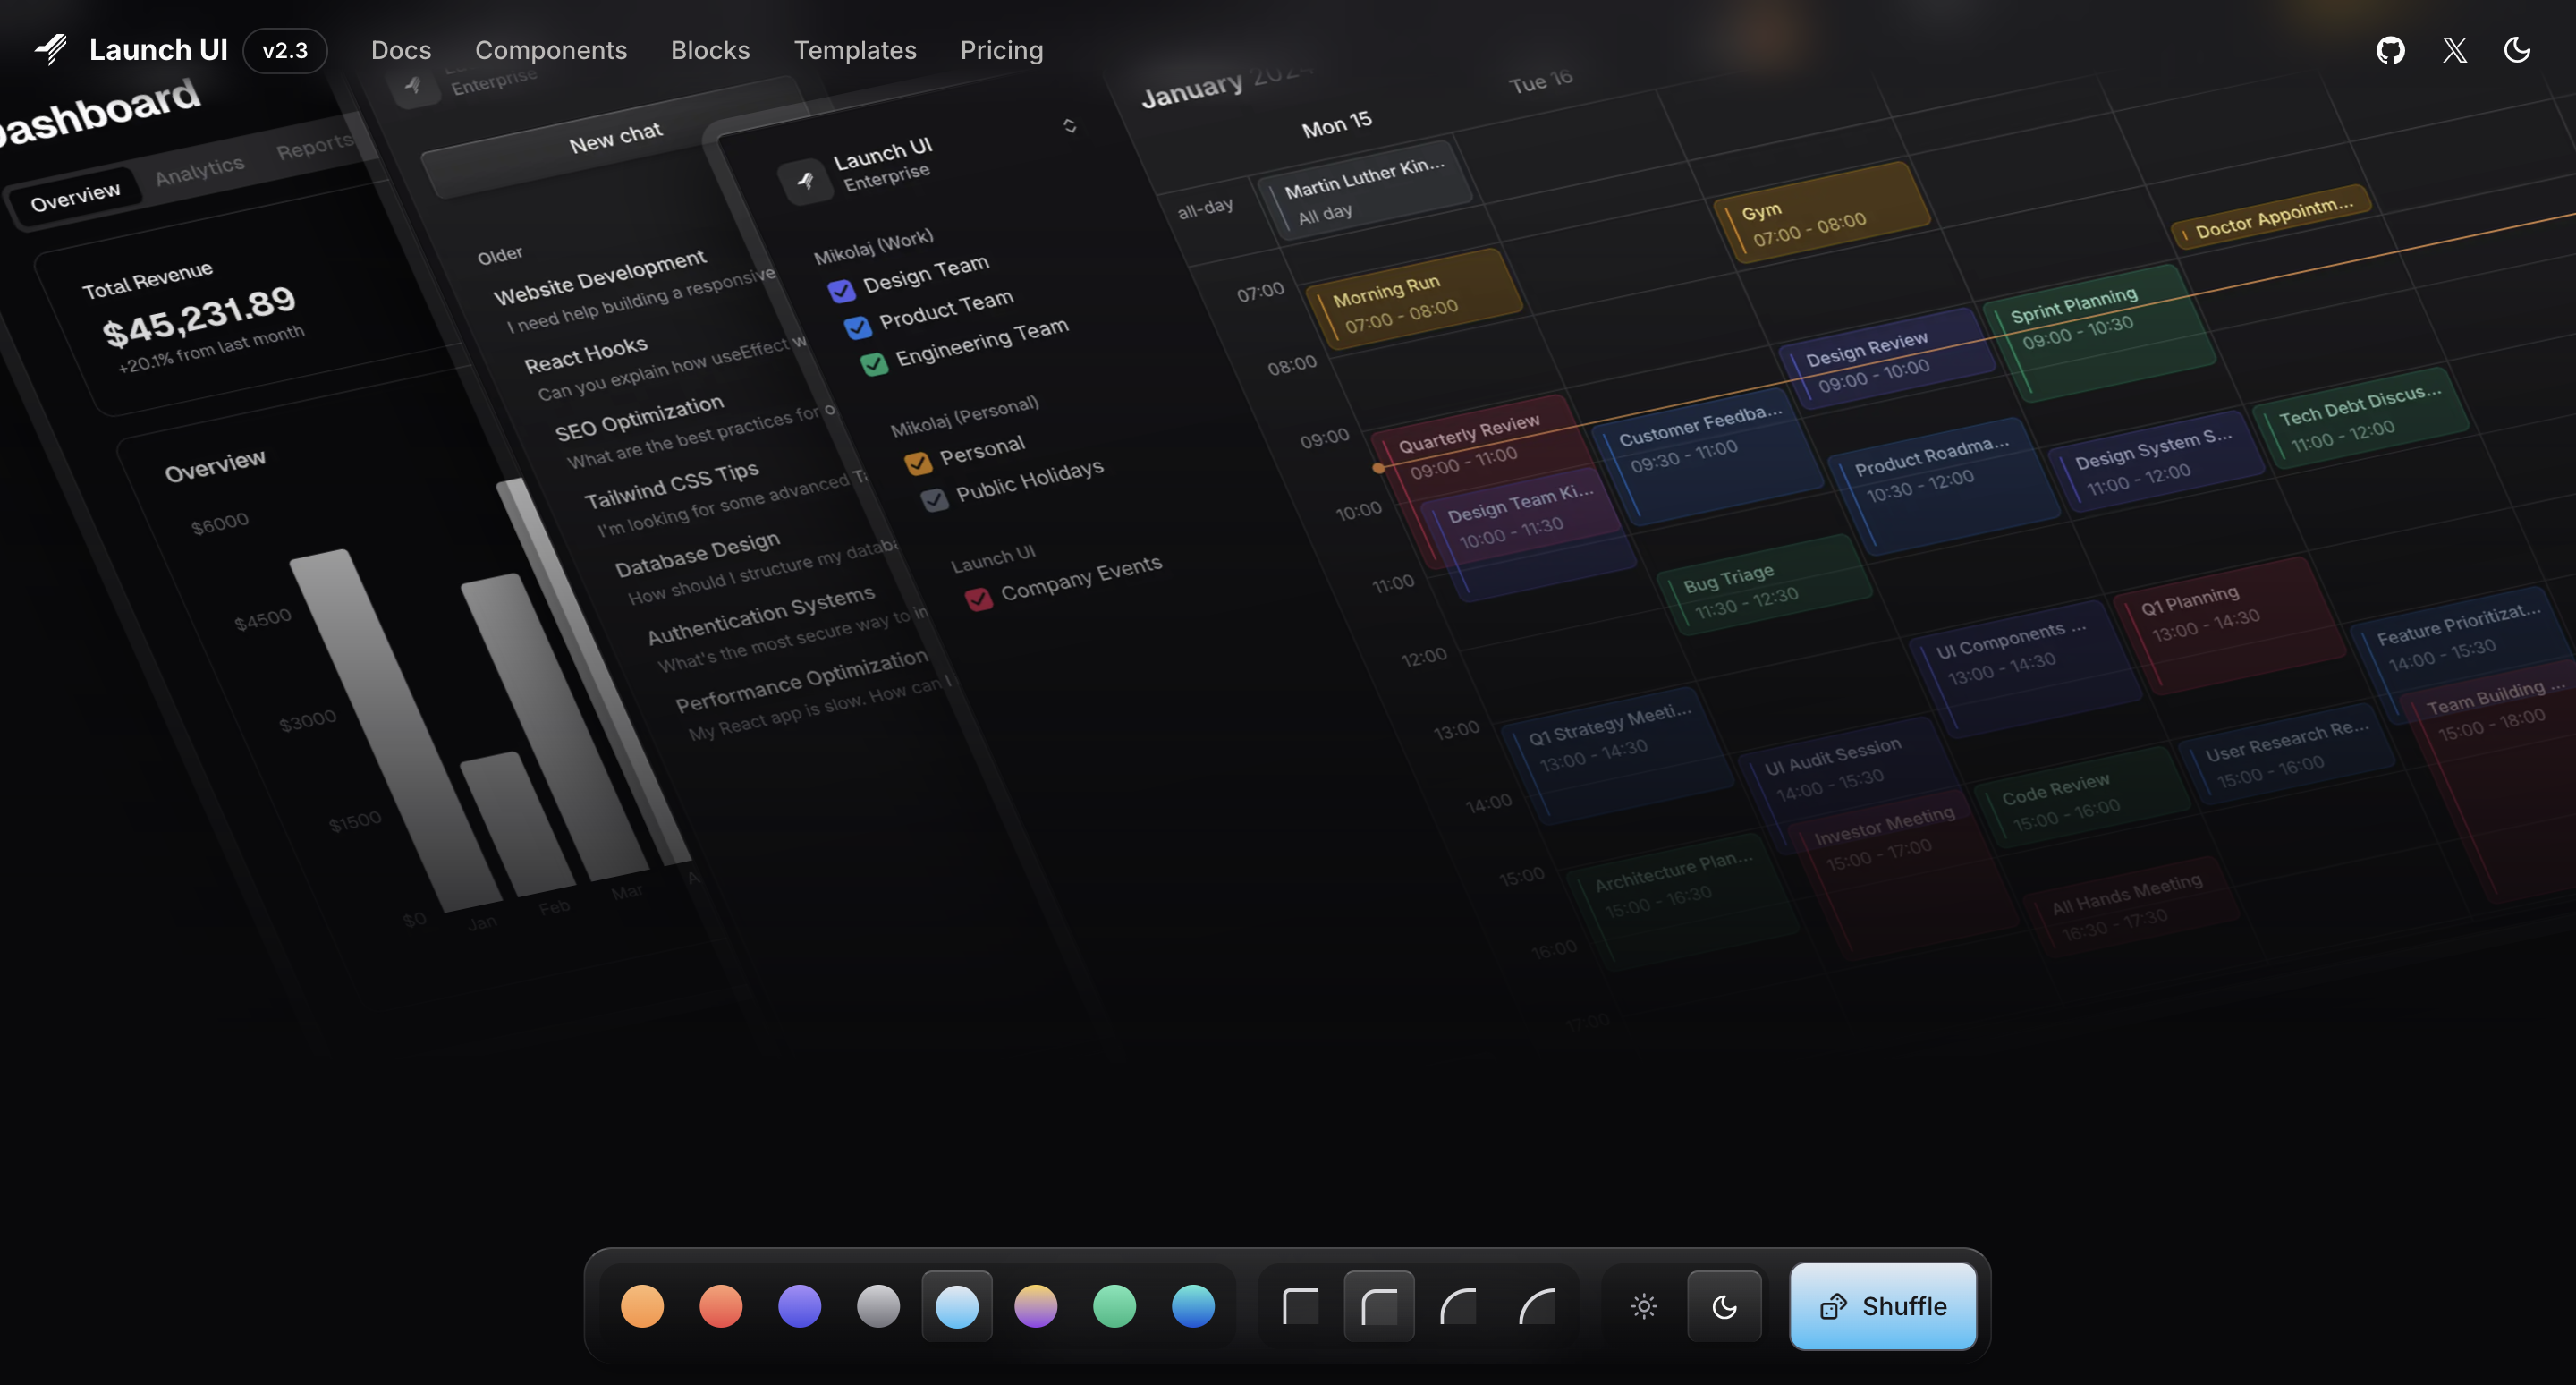 Launch UI
v2.3
Docs
Components
Blocks
Templates
Pricing
Dashboard
Overview
Analytics
Reports
Total Revenue
$45,231.89
+20.1% from last month
Overview
$6000
$4500
$3000
$1500
$0
Jan
Feb
Mar
A
Enterprise
New chat
Older
Website Development
I need help building a responsive
React Hooks
Can you explain how useEffect w
SEO Optimization
What are the best practices for o
Tailwind CSS Tips
I'm looking for some advanced Ta
Database Design
How should I structure my databa
Authentication Systems
What's the most secure way to in
Performance Optimization
My React app is slow. How can I
Launch UI
Enterprise
Mikolaj (Work)
Design Team
Product Team
Engineering Team
Mikolaj (Personal)
Personal
Public Holidays
Launch UI
Company Events
January 2024
Mon 15
Tue 16
all-day
07:00
08:00
09:00
10:00
11:00
12:00
13:00
14:00
15:00
16:00
17:00
Martin Luther Kin...
All day
Morning Run
07:00 - 08:00
Quarterly Review
09:00 - 11:00
Design Team Ki...
10:00 - 11:30
Q1 Strategy Meeti...
13:00 - 14:30
Architecture Plan...
15:00 - 16:30
Customer Feedba...
09:30 - 11:00
Bug Triage
11:30 - 12:30
UI Audit Session
14:00 - 15:30
Investor Meeting
15:00 - 17:00
Gym
07:00 - 08:00
Design Review
09:00 - 10:00
Product Roadma...
10:30 - 12:00
UI Components ...
13:00 - 14:30
Code Review
15:00 - 16:00
All Hands Meeting
16:30 - 17:30
Sprint Planning
09:00 - 10:30
Design System S...
11:00 - 12:00
Q1 Planning
13:00 - 14:30
User Research Re...
15:00 - 16:00
Doctor Appointm...
Tech Debt Discus...
11:00 - 12:00
Feature Prioritizat...
14:00 - 15:30
Team Building ...
15:00 - 18:00
Shuffle